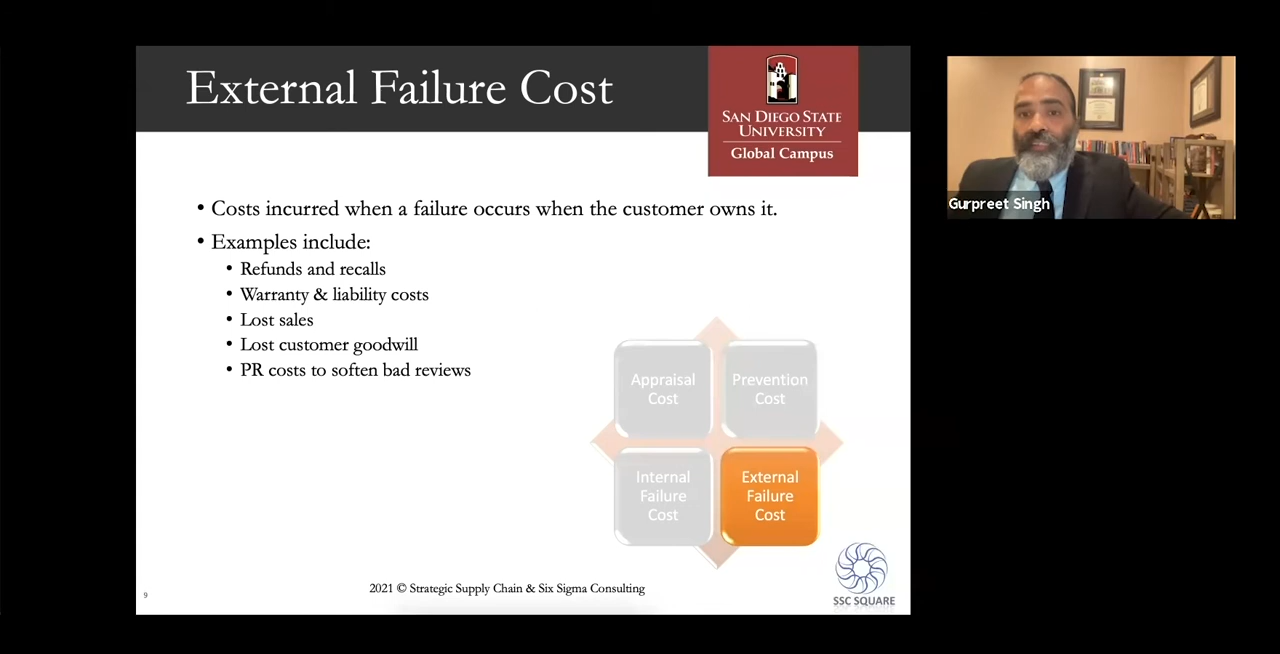 External Failure Cost
SAN DIEGO STATE
UNIVERSITY
Global Campus
• Costs incurred when a failure occurs when the customer owns it.
• Examples include:
• Refunds and recalls
• Warranty & liability costs
• Lost sales
• Lost customer goodwill
• PR costs to soften bad reviews
Appraisal
Cost
Prevention
Cost
Internal
Failure
Cost
External
Failure
Cost
2021 © Strategic Supply Chain & Six Sigma Consulting
9
SSC SQUARE
Gurpreet Singh